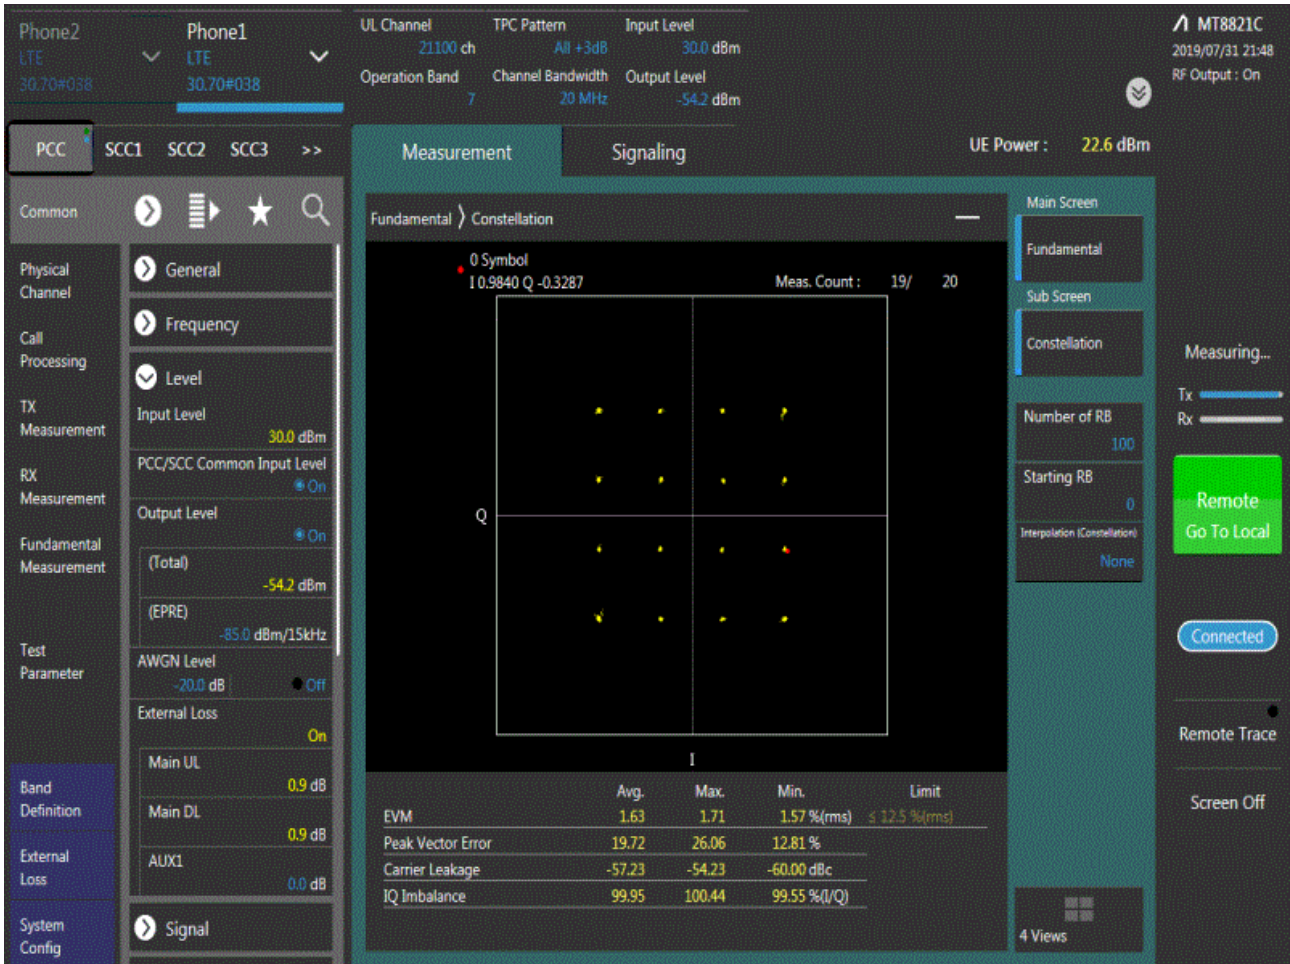 Phone2
LTE
30.70#038
Phone1
LTE
30.70#038
UL Channel
21100 ch
TPC Pattern
All +3dB
Input Level
30.0 dBm
Operation Band
7
Channel Bandwidth
20 MHz
Output Level
-54.2 dBm
MT8821C
2019/07/31 21:48
RF Output : On
PCC SCC1 SCC2 SCC3 >>
Measurement
Signaling
UE Power : 22.6 dBm
Common
Physical
Channel
Call
Processing
TX
Measurement
RX
Measurement
Fundamental
Measurement
Test
Parameter
Band
Definition
External
Loss
System
Config
General
Frequency
Level
Input Level
30.0 dBm
PCC/SCC Common Input Level
On
Output Level
On
(Total)
-54.2 dBm
(EPRE)
-85.0 dBm/15kHz
AWGN Level
-20.0 dB Off
External Loss
On
Main UL
0.9 dB
Main DL
0.9 dB
AUX1
0.0 dB
Signal
Fundamental 〉 Constellation
0 Symbol
I 0.9840 Q -0.3287
Meas. Count : 19/ 20
Q
I
Avg. Max. Min. Limit
EVM 1.63 1.71 1.57 %(rms) ≤ 12.5 %(rms)
Peak Vector Error 19.72 26.06 12.81 %
Carrier Leakage -57.23 -54.23 -60.00 dBc
IQ Imbalance 99.95 100.44 99.55 %(I/Q)
Main Screen
Fundamental
Sub Screen
Constellation
Number of RB
100
Starting RB
0
Interpolation (Constellation)
None
4 Views
Measuring...
Tx
Rx
Remote
Go To Local
Connected
Remote Trace
Screen Off